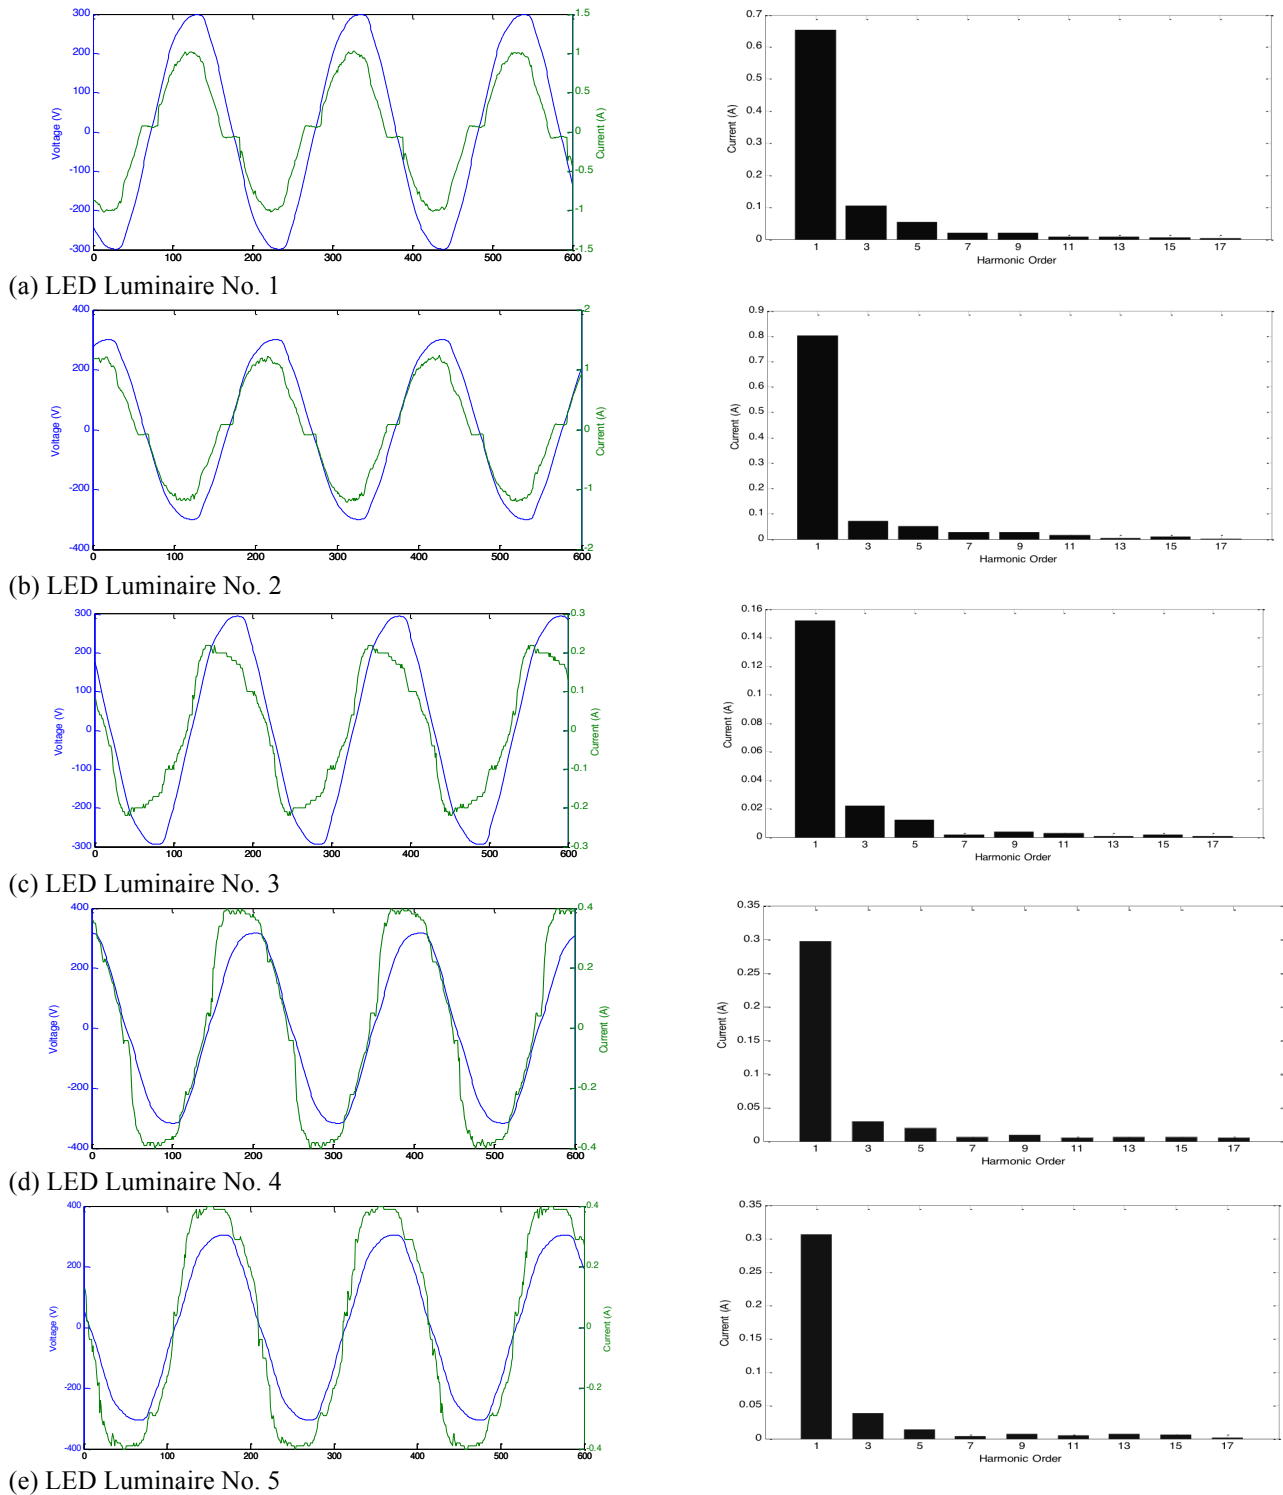 300
200
100
0
-100
-200
-300
Voltage (V)
1.5
1
0.5
0
-0.5
-1
-1.5
Current (A)
0 100 200 300 400 500 600
0.7
0.6
0.5
0.4
0.3
0.2
0.1
0
Current (A)
1 3 5 7 9 11 13 15 17
Harmonic Order
(a) LED Luminaire No. 1
400
200
0
-200
-400
Voltage (V)
2
1
0
-1
-2
Current (A)
0 100 200 300 400 500 600
0.9
0.8
0.7
0.6
0.5
0.4
0.3
0.2
0.1
0
Current (A)
1 3 5 7 9 11 13 15 17
Harmonic Order
(b) LED Luminaire No. 2
300
200
100
0
-100
-200
-300
Voltage (V)
0.3
0.2
0.1
0
-0.1
-0.2
-0.3
Current (A)
0 100 200 300 400 500 600
0.16
0.14
0.12
0.1
0.08
0.06
0.04
0.02
0
Current (A)
1 3 5 7 9 11 13 15 17
Harmonic Order
(c) LED Luminaire No. 3
400
200
0
-200
-400
Voltage (V)
0.4
0.2
0
-0.2
-0.4
Current (A)
0 100 200 300 400 500 600
0.35
0.3
0.25
0.2
0.15
0.1
0.05
0
Current (A)
1 3 5 7 9 11 13 15 17
Harmonic Order
(d) LED Luminaire No. 4
400
200
0
-200
-400
Voltage (V)
0.4
0.2
0
-0.2
-0.4
Current (A)
0 100 200 300 400 500 600
0.35
0.3
0.25
0.2
0.15
0.1
0.05
0
Current (A)
1 3 5 7 9 11 13 15 17
Harmonic Order
(e) LED Luminaire No. 5